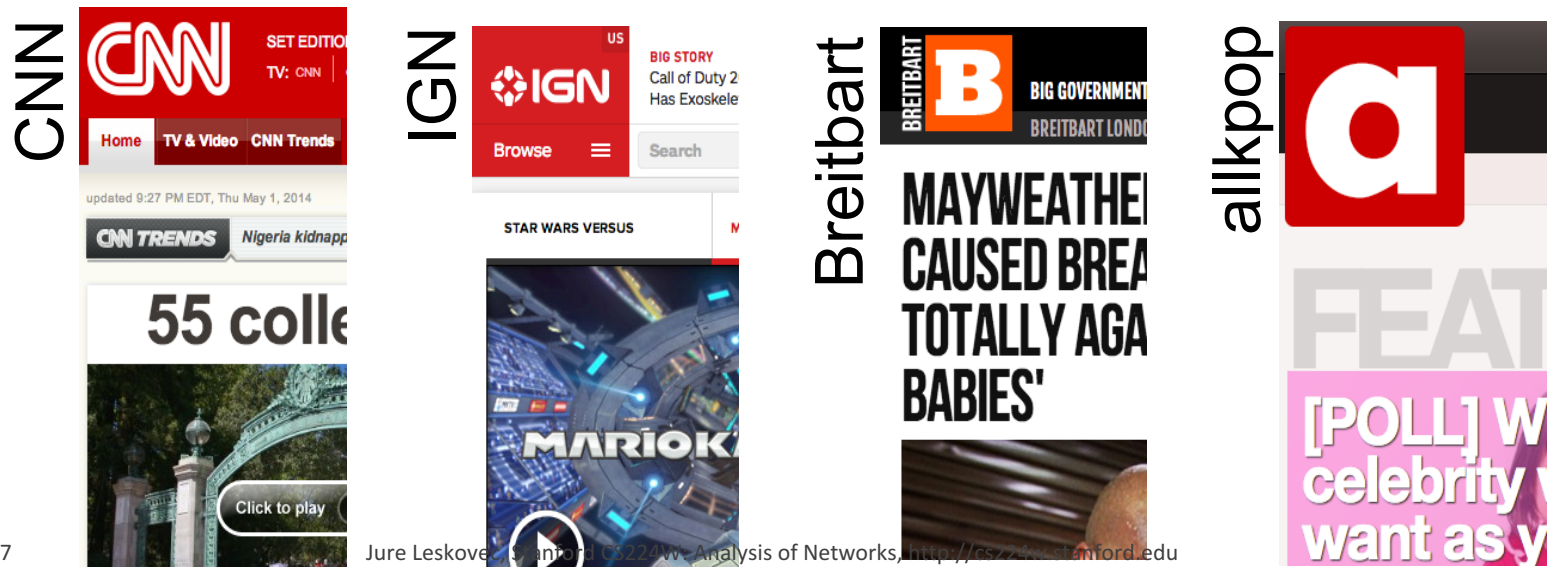 CNN
CNN
SET EDITIO
TV: CNN
Home TV & Video CNN Trends
updated 9:27 PM EDT, Thu May 1, 2014
CNN TRENDS Nigeria kidnapp
55 colle
Click to play
IGN
US
IGN
BIG STORY
Call of Duty 2
Has Exoskele
Browse
Search
STAR WARS VERSUS M
MARIOK
Breitbart
BREITBART
B
BIG GOVERNMENT
BREITBART LONDO
MAYWEATHE
CAUSED BREA
TOTALLY AGA
BABIES'
allkpop
a
FEAT
[POLL] W
celebrity
want as y
7
Jure Leskovec, Stanford CS224W: Analysis of Networks, http://cs224w.stanford.edu